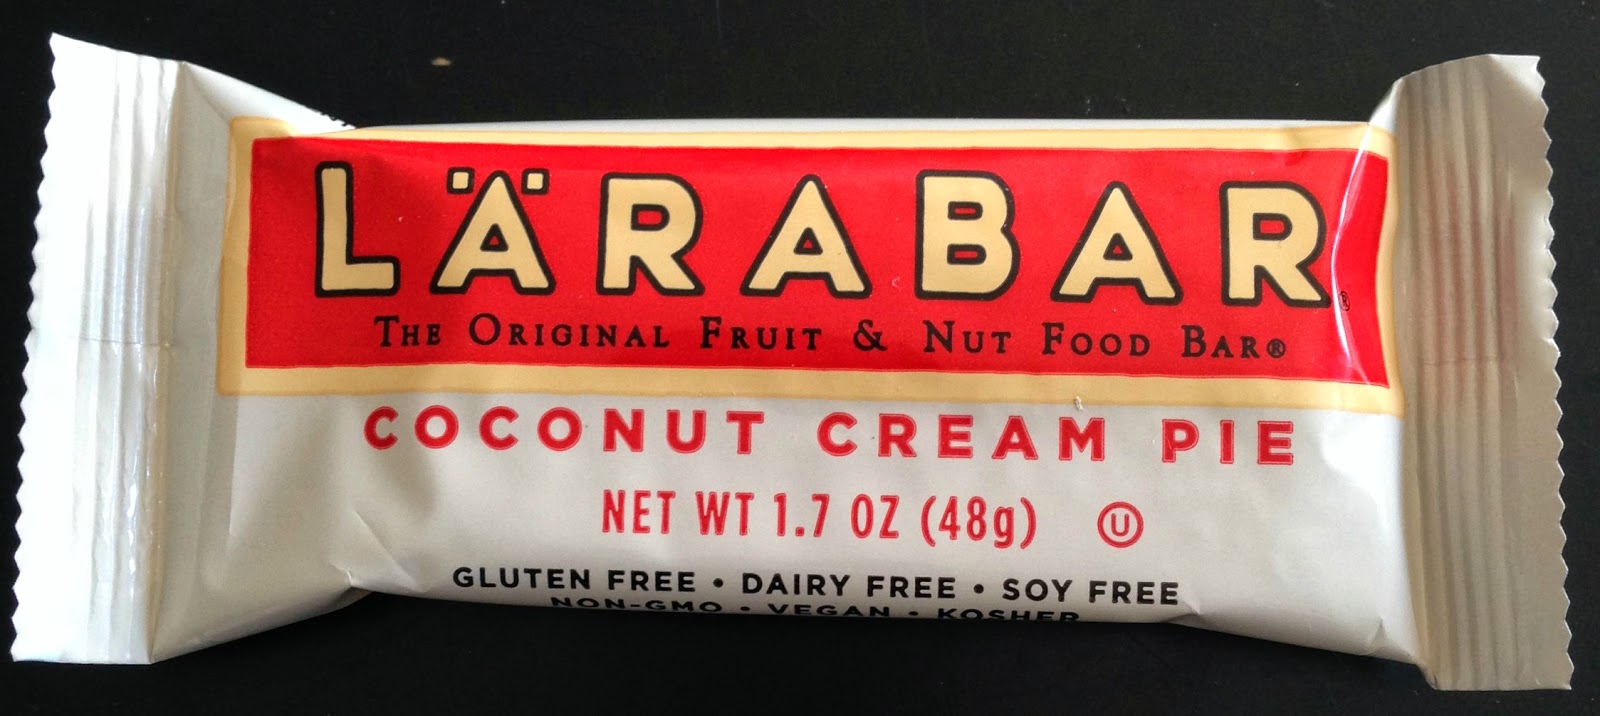 LÄRABAR®
The Original Fruit & Nut Food Bar®
COCONUT CREAM PIE
NET WT 1.7 OZ (48g) Ⓤ
GLUTEN FREE • DAIRY FREE • SOY FREE
NON-GMO • VEGAN • KOSHER